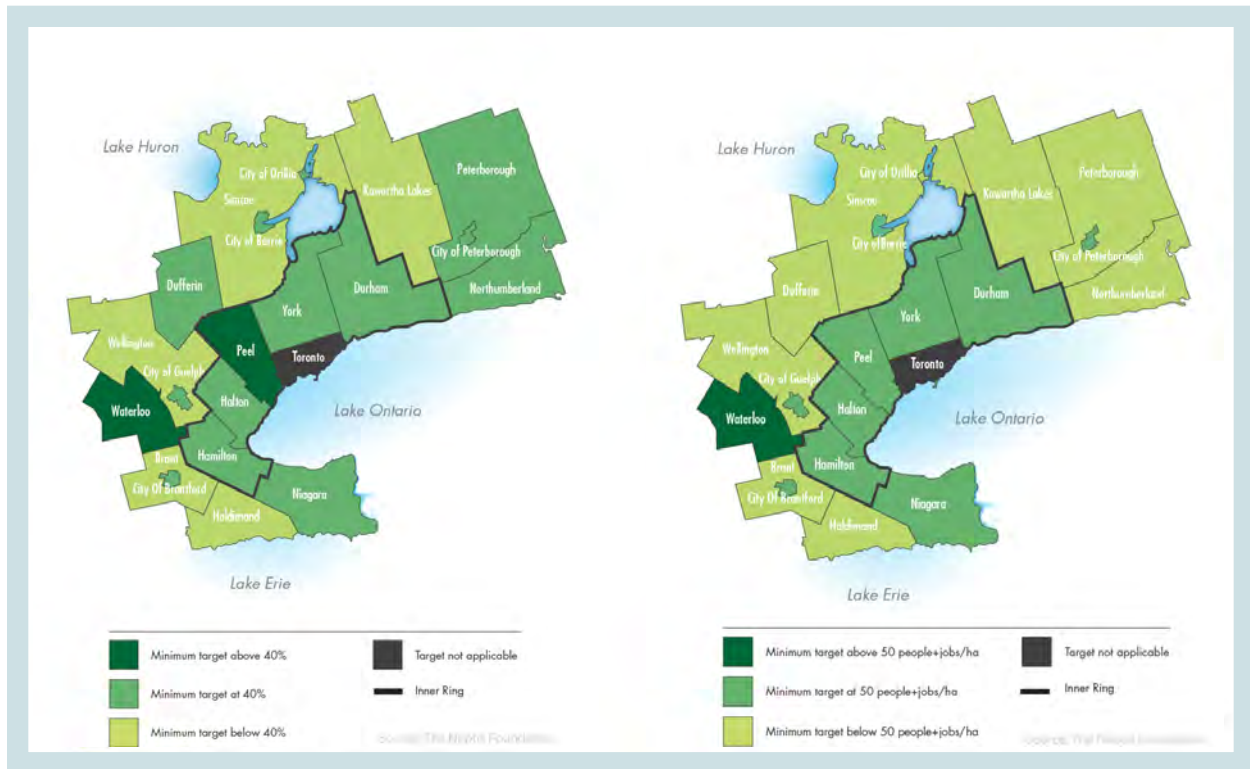 Lake Huron
City of Orillia
Simcoe
City of Barrie
Kawartha Lakes
Peterborough
City of Peterborough
Northumberland
Dufferin
York
Durham
Wellington
Peel
Toronto
City of Guelph
Waterloo
Halton
Lake Ontario
Brant
Hamilton
City Of Brantford
Niagara
Haldimand
Lake Erie
Minimum target above 40%
Target not applicable
Minimum target at 40%
Inner Ring
Minimum target below 40%
Lake Huron
City of Orillia
Simcoe
City of Barrie
Kawartha Lakes
Peterborough
City of Peterborough
Northumberland
Dufferin
York
Durham
Wellington
Peel
Toronto
City of Guelph
Waterloo
Halton
Lake Ontario
Brant
Hamilton
City Of Brantford
Niagara
Haldimand
Lake Erie
Minimum target above 50 people+jobs/ha
Target not applicable
Minimum target at 50 people+jobs/ha
Inner Ring
Minimum target below 50 people+jobs/ha